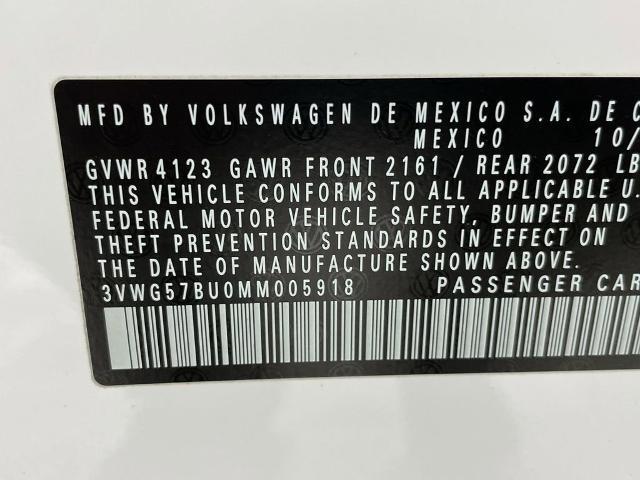 MFD BY VOLKSWAGEN DE MEXICO S.A. DE C
MEXICO 10/
GVWR 4123 GAWR FRONT 2161 / REAR 2072 LB
THIS VEHICLE CONFORMS TO ALL APPLICABLE U.
FEDERAL MOTOR VEHICLE SAFETY, BUMPER AND
THEFT PREVENTION STANDARDS IN EFFECT ON
THE DATE OF MANUFACTURE SHOWN ABOVE.
3VWG57BU0MM005918 PASSENGER CAR